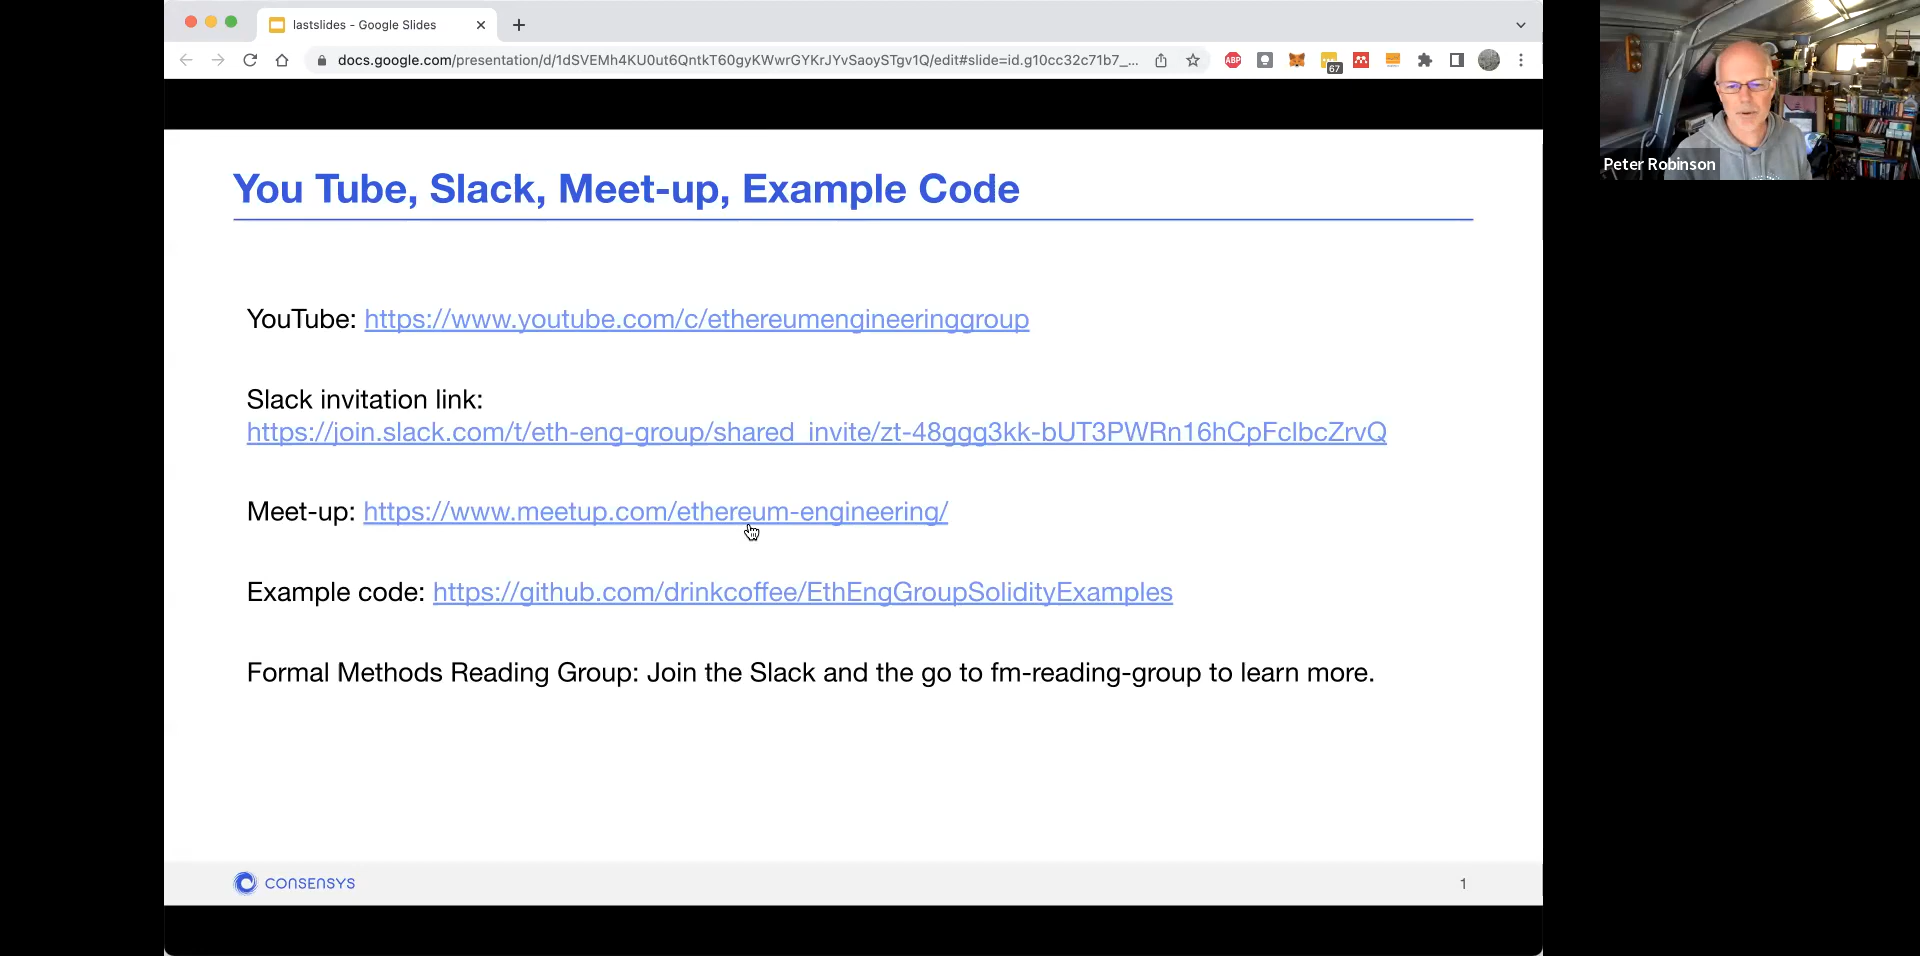 lastslides - Google Slides
docs.google.com/presentation/d/1dSVEMh4KU0ut6QntkT60gyKWwrGYKrJYvSaoySTgv1Q/edit#slide=id.g10cc32c71b7_...
ABP
67
Peter Robinson
You Tube, Slack, Meet-up, Example Code
YouTube: https://www.youtube.com/c/ethereumengineeringgroup
Slack invitation link:
https://join.slack.com/t/eth-eng-group/shared_invite/zt-48ggg3kk-bUT3PWRn16hCpFclbcZrvQ
Meet-up: https://www.meetup.com/ethereum-engineering/
Example code: https://github.com/drinkcoffee/EthEngGroupSolidityExamples
Formal Methods Reading Group: Join the Slack and the go to fm-reading-group to learn more.
CONSENSYS
1